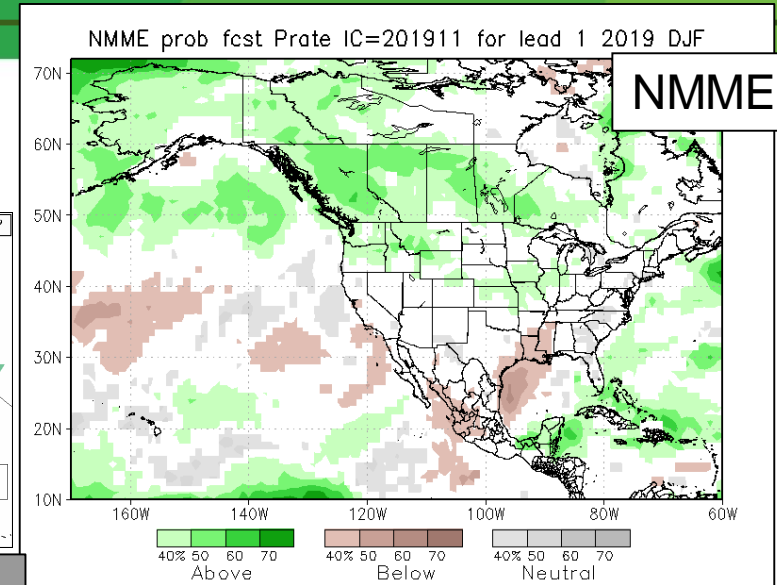 NMME prob fcst Prate IC=201911 for lead 1 2019 DJF
NMME
70N
60N
50N
40N
30N
20N
10N
160W 140W 120W 100W 80W 60W
40% 50 60 70 40% 50 60 70 40% 50 60 70
Above Below Neutral